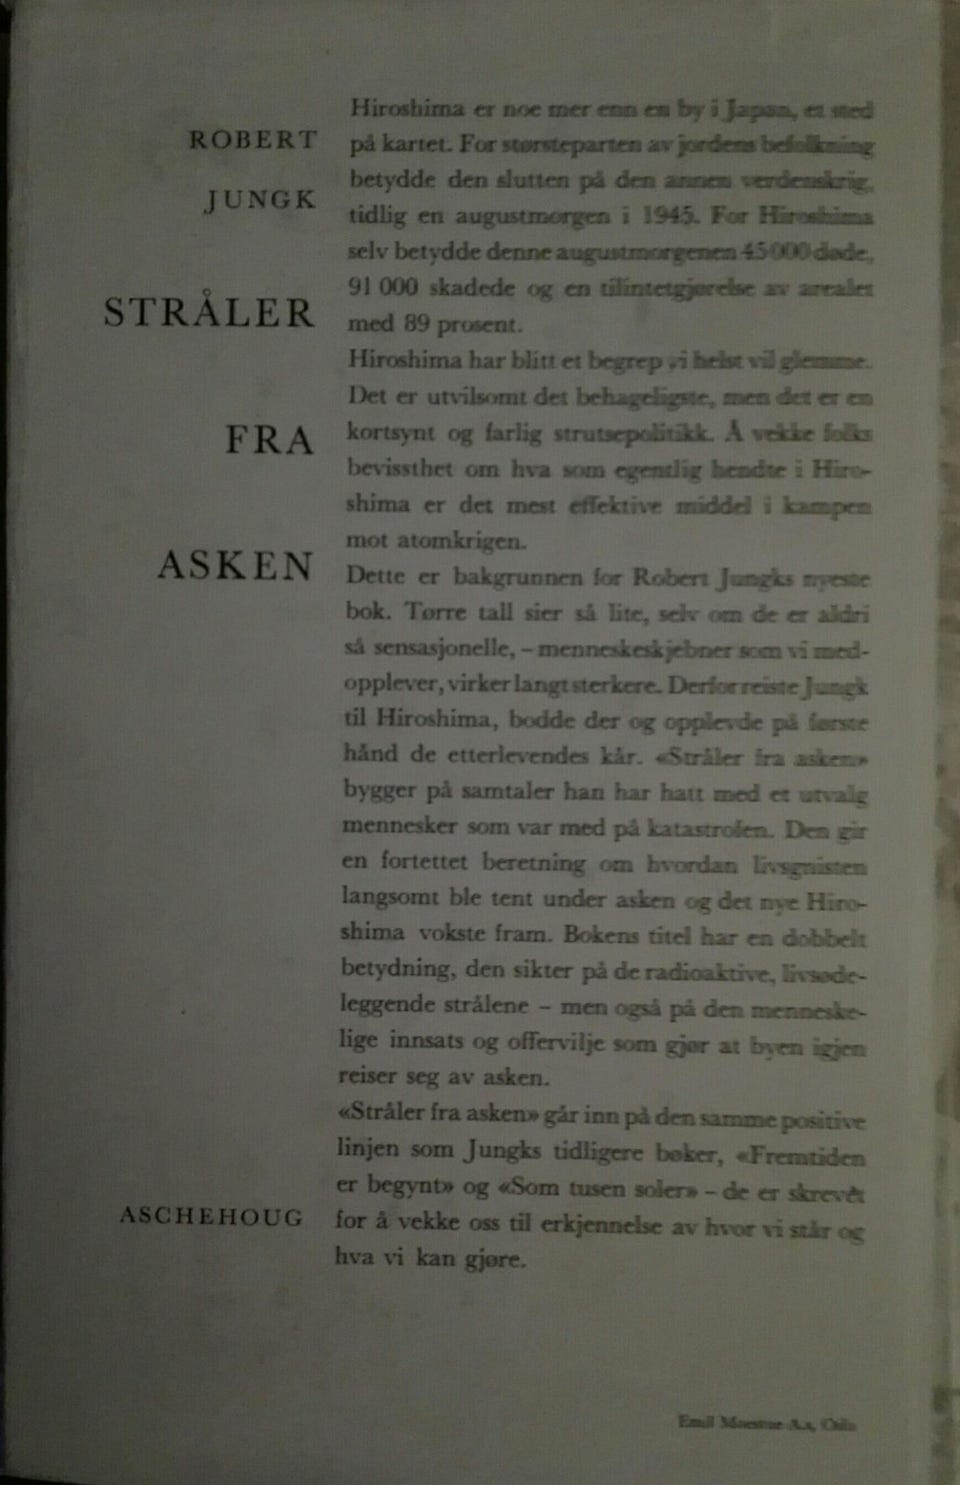 ROBERT
JUNGK
STRÅLER
FRA
ASKEN
ASCHEHOUG
Hiroshima er noe mer enn en by i Japan, et sted
på kartet. For størsteparten av jordens befolkning
betydde den slutten på den annen verdenskrig,
tidlig en augustmorgen i 1945. For Hiroshima
selv betydde denne augustmorgenen 45 000 døde,
91 000 skadede og en tilintetgjørelse av arealet
med 89 prosent.
Hiroshima har blitt et begrep vi helst vil glemme.
Det er utvilsomt det behageligste, men det er en
kortsynt og farlig strutsepolitikk. Å vekke folks
bevissthet om hva som egentlig hendte i Hiro-
shima er det mest effektive middel i kampen
mot atomkrigen.
Dette er bakgrunnen for Robert Jungks nyeste
bok. Tørre tall sier så lite, selv om de er aldri
så sensasjonelle, – menneskeskjebner som vi med-
opplever, virker langt sterkere. Derfor reiste Jungk
til Hiroshima, bodde der og opplevde på første
hånd de etterlevendes kår. «Stråler fra asken»
bygger på samtaler han har hatt med et utvalg
mennesker som var med på katastrofen. Den gir
en fortettet beretning om hvordan livsgnisten
langsomt ble tent under asken og det nye Hiro-
shima vokste fram. Bokens titel har en dobbelt
betydning, den sikter på de radioaktive, livsøde-
leggende strålene – men også på den menneske-
lige innsats og offervilje som gjør at byen igjen
reiser seg av asken.
«Stråler fra asken» går inn på den samme positive
linjen som Jungks tidligere bøker, «Fremtiden
er begynt» og «Som tusen soler» – de er skrevet
for å vekke oss til erkjennelse av hvor vi står og
hva vi kan gjøre.
Emil Moestue A.s, Oslo